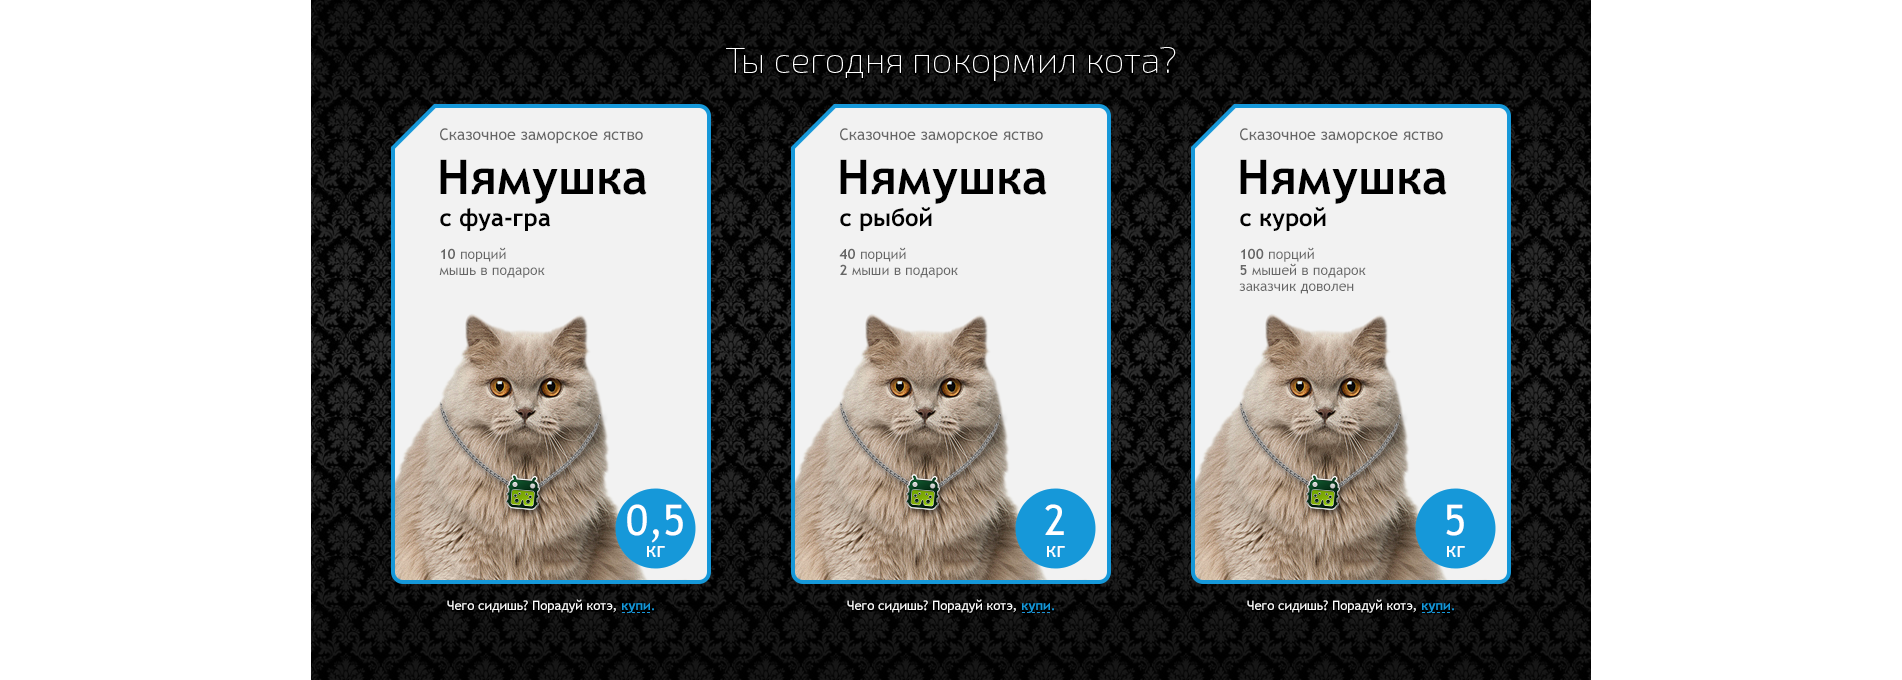 Ты сегодня покормил кота?
Сказочное заморское яство
Нямушка
с фуа-гра
10 порций
мышь в подарок
0,5
кг
Чего сидишь? Порадуй котэ, купи.
Сказочное заморское яство
Нямушка
с рыбой
40 порций
2 мыши в подарок
2
кг
Чего сидишь? Порадуй котэ, купи.
Сказочное заморское яство
Нямушка
с курой
100 порций
5 мышей в подарок
заказчик доволен
5
кг
Чего сидишь? Порадуй котэ, купи.